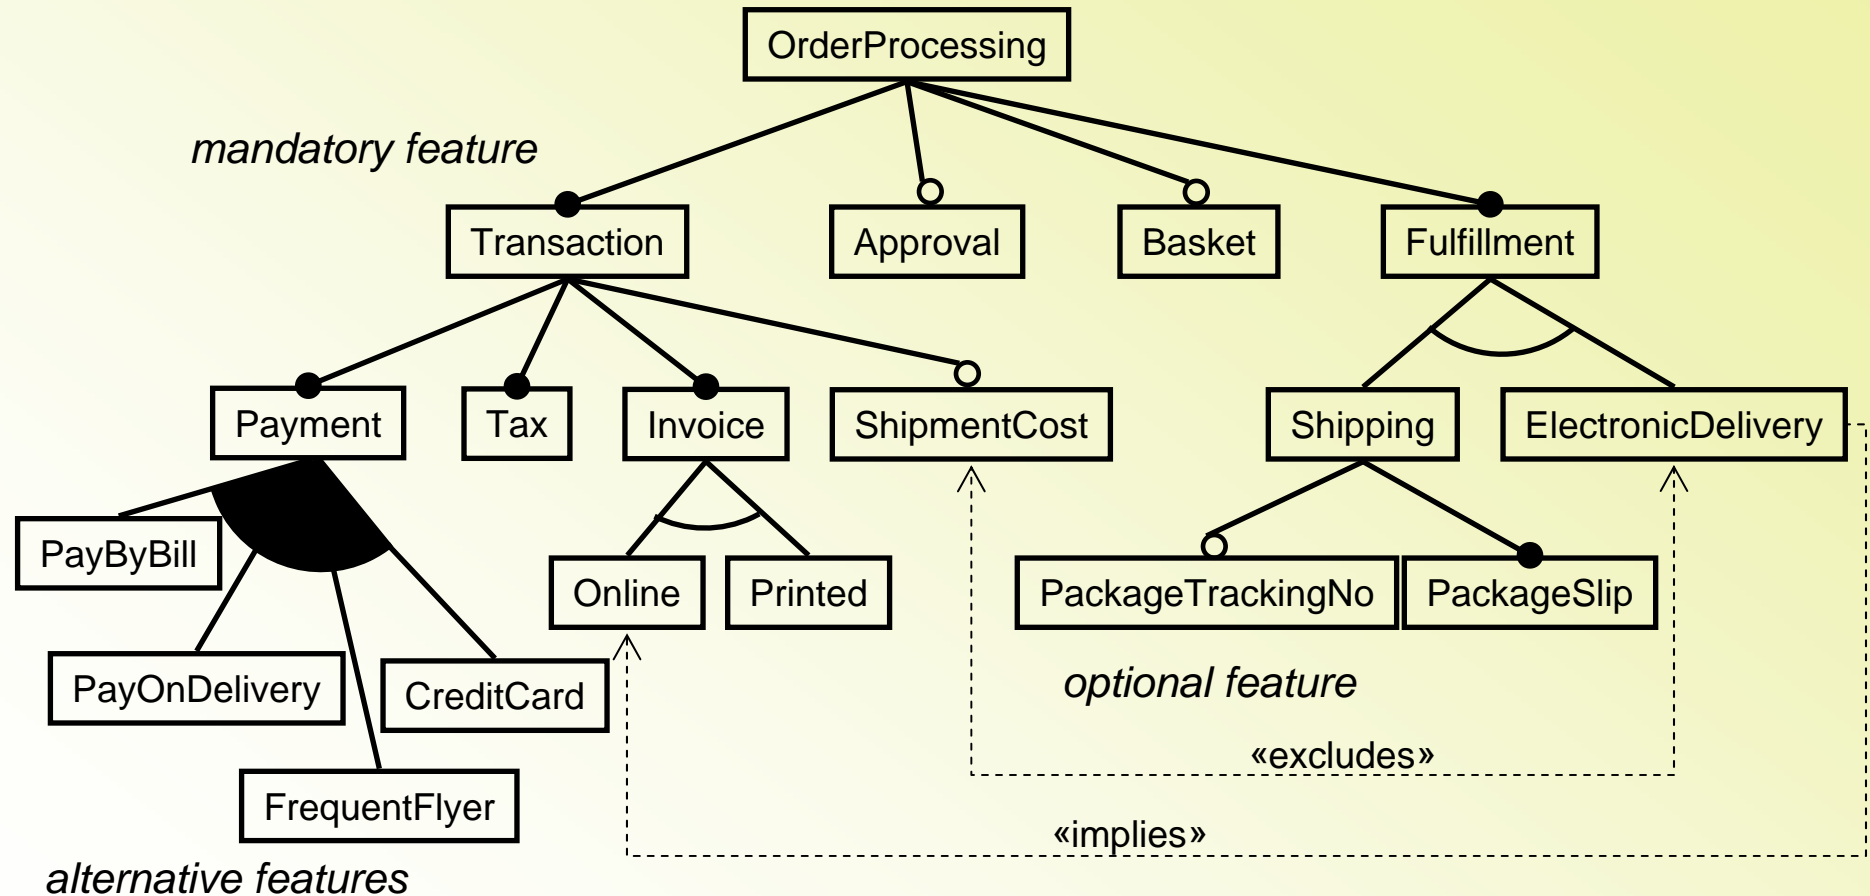 OrderProcessing
mandatory feature
Transaction
Approval
Basket
Fulfillment
Payment
Tax
Invoice
ShipmentCost
Shipping
ElectronicDelivery
PayByBill
Online
Printed
PackageTrackingNo
PackageSlip
PayOnDelivery
CreditCard
optional feature
«excludes»
FrequentFlyer
«implies»
alternative features